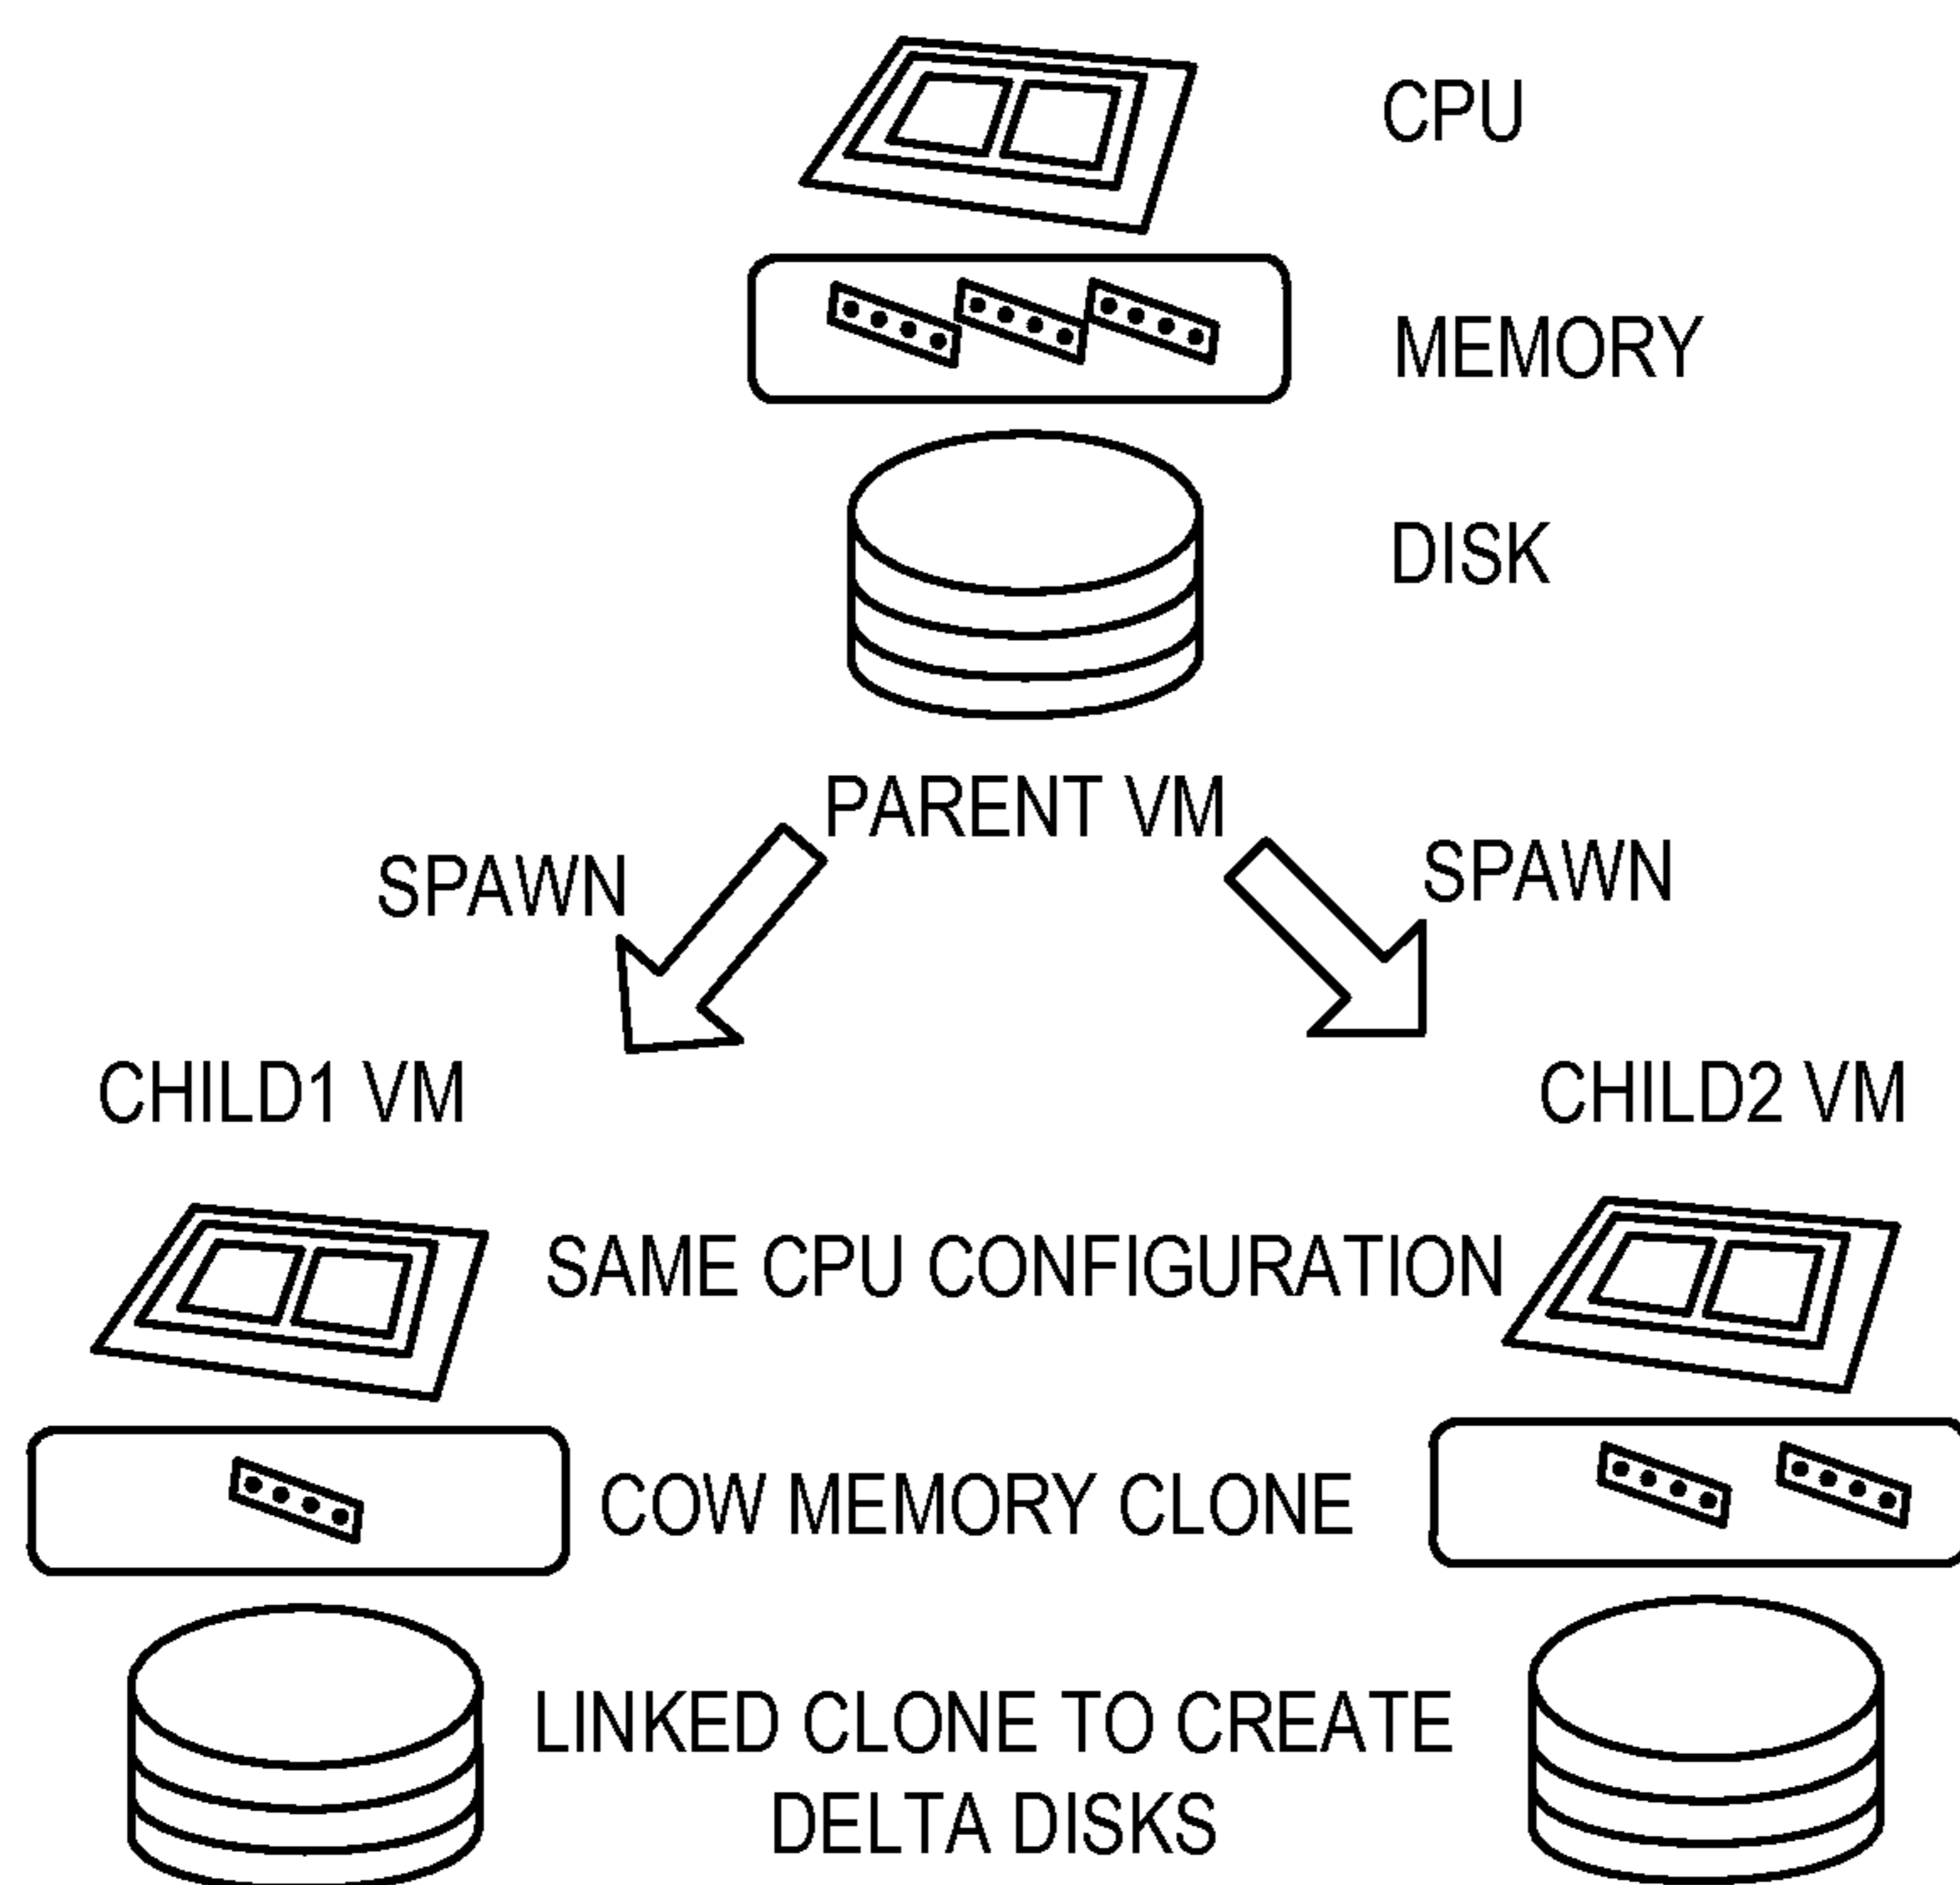 CPU
MEMORY
DISK
PARENT VM
SPAWN
SPAWN
CHILD1 VM
CHILD2 VM
SAME CPU CONFIGURATION
COW MEMORY CLONE
LINKED CLONE TO CREATE
DELTA DISKS